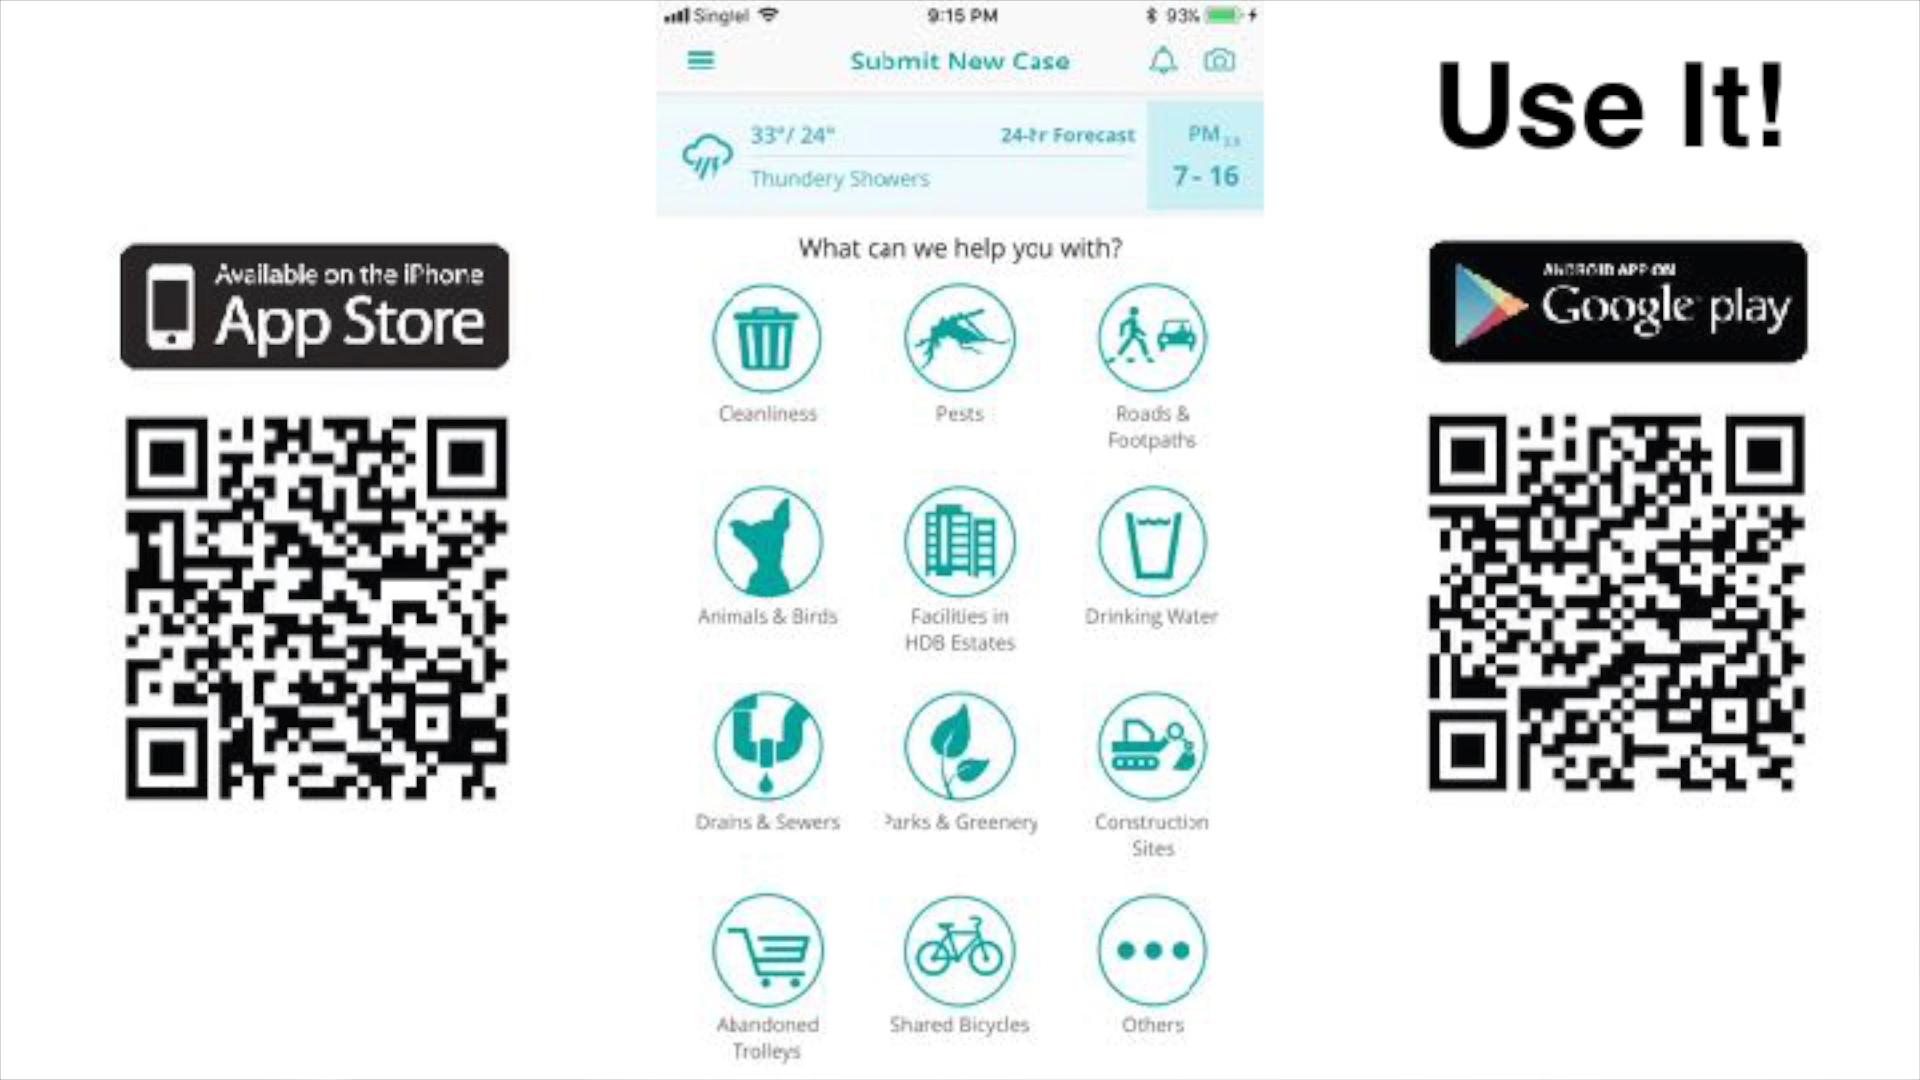 Singtel
9:15 PM
93%
Submit New Case
33°/ 24°
24-hr Forecast
Thundery Showers
PM
7 - 16
Use It!
What can we help you with?
Available on the iPhone
App Store
ANDROID APP ON
Google play
Cleanliness
Pests
Roads &
Footpaths
Animals & Birds
Facilities in
HDB Estates
Drinking Water
Drains & Sewers
Parks & Greenery
Construction
Sites
Abandoned
Trolleys
Shared Bicycles
Others